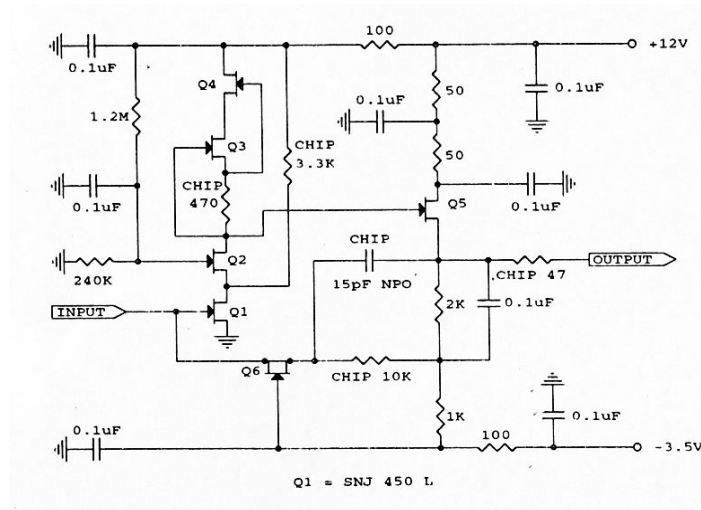 100
+12V
0.1uF
Q4
50
0.1uF
0.1uF
1.2M
Q3
CHIP
3.3K
50
CHIP
470
0.1uF
Q5
0.1uF
Q2
CHIP
240K
15pF NPO
CHIP 47
OUTPUT
INPUT
Q1
2K
0.1uF
Q6
CHIP 10K
0.1uF
1K
0.1uF
100
-3.5V
Q1 = SNJ 450 L